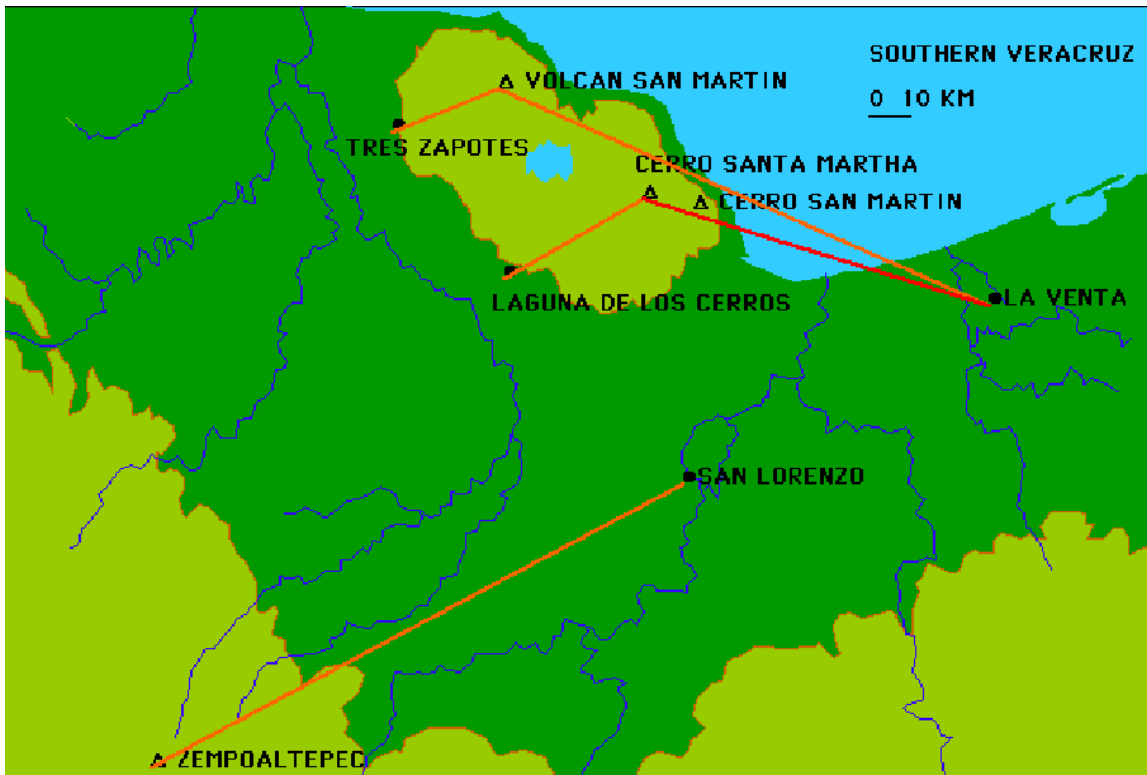 SOUTHERN VERACRUZ
VOLCAN SAN MARTIN
0 10 KM
TRES ZAPOTES
CERRO SANTA MARTHA
CERRO SAN MARTIN
LAGUNA DE LOS CERROS
LA VENTA
SAN LORENZO
ZEMPOALTEPEC